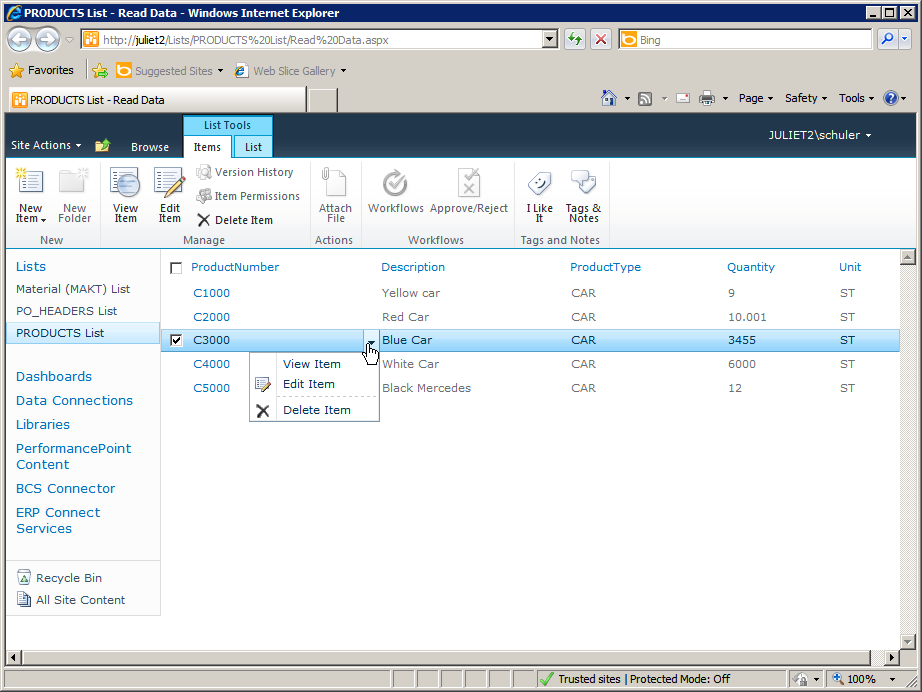 PRODUCTS List - Read Data - Windows Internet Explorer
http://juliet2/Lists/PRODUCTS%20List/Read%20Data.aspx
Bing
Favorites
Suggested Sites
Web Slice Gallery
PRODUCTS List - Read Data
Page
Safety
Tools
List Tools
JULIET2\schuler
Site Actions
Browse
Items
List
New Item
New Folder
View Item
Edit Item
Version History
Item Permissions
Delete Item
Attach File
Workflows
Approve/Reject
I Like It
Tags & Notes
New
Manage
Actions
Workflows
Tags and Notes
Lists
Material (MAKT) List
PO_HEADERS List
PRODUCTS List
Dashboards
Data Connections
Libraries
PerformancePoint
Content
BCS Connector
ERP Connect
Services
Recycle Bin
All Site Content
ProductNumber Description ProductType Quantity Unit
C1000 Yellow car CAR 9 ST
C2000 Red Car CAR 10.001 ST
C3000 Blue Car CAR 3455 ST
C4000 White Car CAR 6000 ST
C5000 Black Mercedes CAR 12 ST
View Item
Edit Item
Delete Item
Trusted sites | Protected Mode: Off
100%